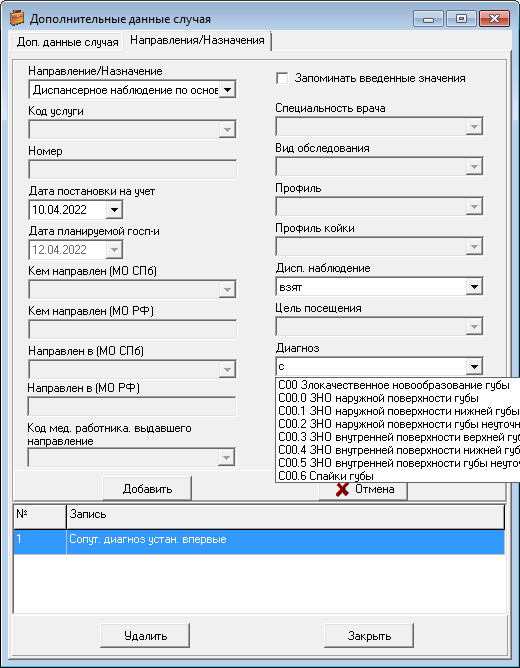 Дополнительные данные случая
Доп. данные случая
Направления/Назначения
Направление/Назначение
Диспансерное наблюдение по основ
Код услуги
Номер
Дата постановки на учет
10.04.2022
Дата планируемой госп-и
12.04.2022
Кем направлен (МО СПб)
Кем направлен (МО РФ)
Направлен в (МО СПб)
Направлен в (МО РФ)
Код мед. работника. выдавшего
направление
Запоминать введенные значения
Специальность врача
Вид обследования
Профиль
Профиль койки
Дисп. наблюдение
взят
Цель посещения
Диагноз
с
C00 Злокачественное новообразование губы
C00.0 ЗНО наружной поверхности губы
C00.1 ЗНО наружной поверхности нижней губы
C00.2 ЗНО наружной поверхности губы неуточн
C00.3 ЗНО внутренней поверхности верхней губ
C00.4 ЗНО внутренней поверхности нижней губ
C00.5 ЗНО внутренней поверхности губы неуточ
C00.6 Спайки губы
Добавить
Отмена
№ Запись
1 Сопут. диагноз устан. впервые
Удалить
Закрыть